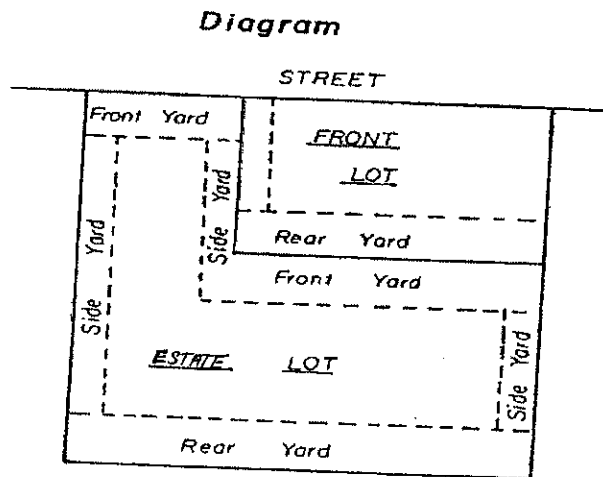 Diagram
STREET
Front Yard
FRONT
LOT
Side Yard
Side Yard
Rear Yard
Front Yard
ESTATE LOT
Side Yard
Rear Yard